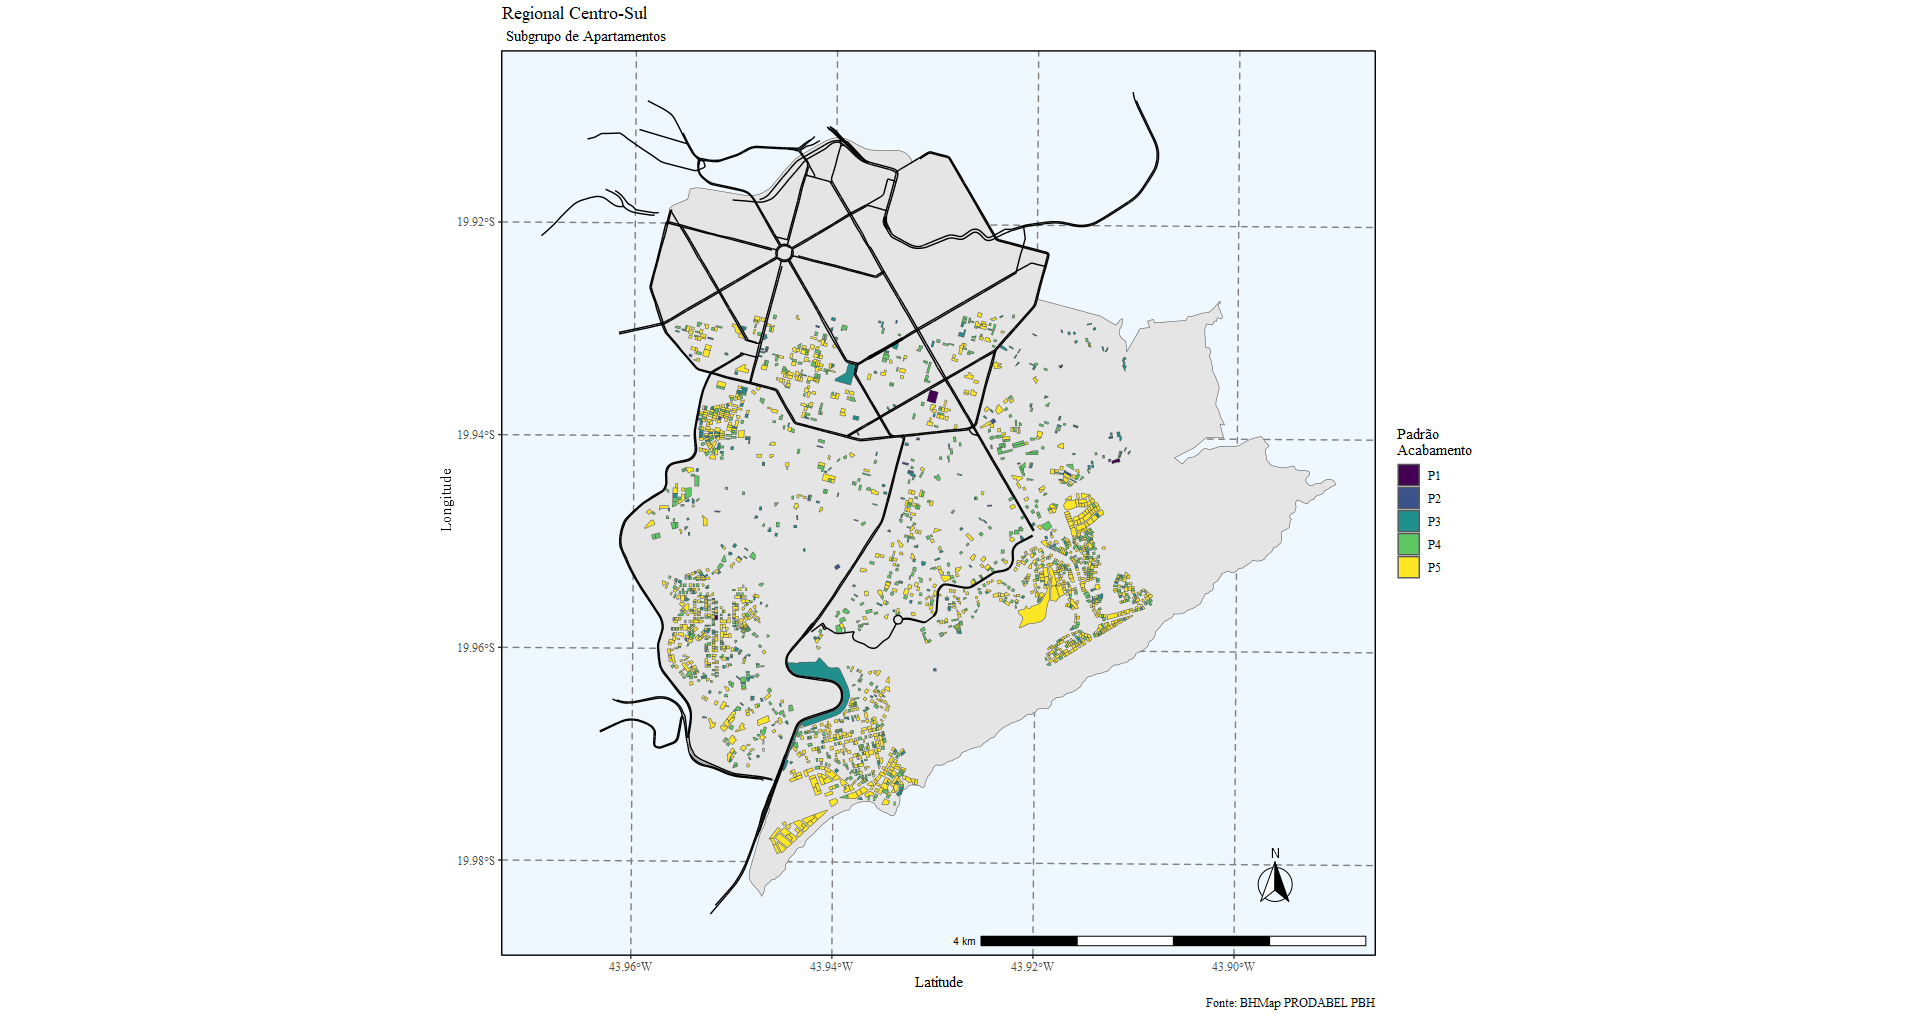 Regional Centro-Sul
Subgrupo de Apartamentos
19.92°S
19.94°S
19.96°S
19.98°S
Longitude
43.96°W
43.94°W
43.92°W
43.90°W
Latitude
N
4 km
Padrão
Acabamento
P1
P2
P3
P4
P5
Fonte: BHMap PRODABEL PBH